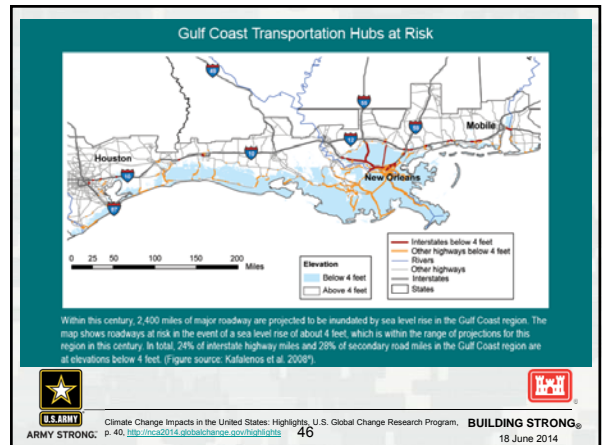 Gulf Coast Transportation Hubs at Risk
Mobile
Houston
New Orleans
0 25 50 100 150 200
Miles
Elevation
Below 4 feet
Above 4 feet
Interstates below 4 feet
Other highways below 4 feet
Rivers
Other highways
Interstates
States
Within this century, 2,400 miles of major roadway are projected to be inundated by sea level rise in the Gulf Coast region. The
map shows roadways at risk in the event of a sea level rise of about 4 feet, which is within the range of projections for this
region in this century. In total, 24% of interstate highway miles and 28% of secondary road miles in the Gulf Coast region are
at elevations below 4 feet. (Figure source: Kafalenos et al. 2008⁸).
U.S.ARMY
ARMY STRONG.
Climate Change Impacts in the United States: Highlights, U.S. Global Change Research Program,
p. 40, http://nca2014.globalchange.gov/highlights 46
BUILDING STRONG®
18 June 2014